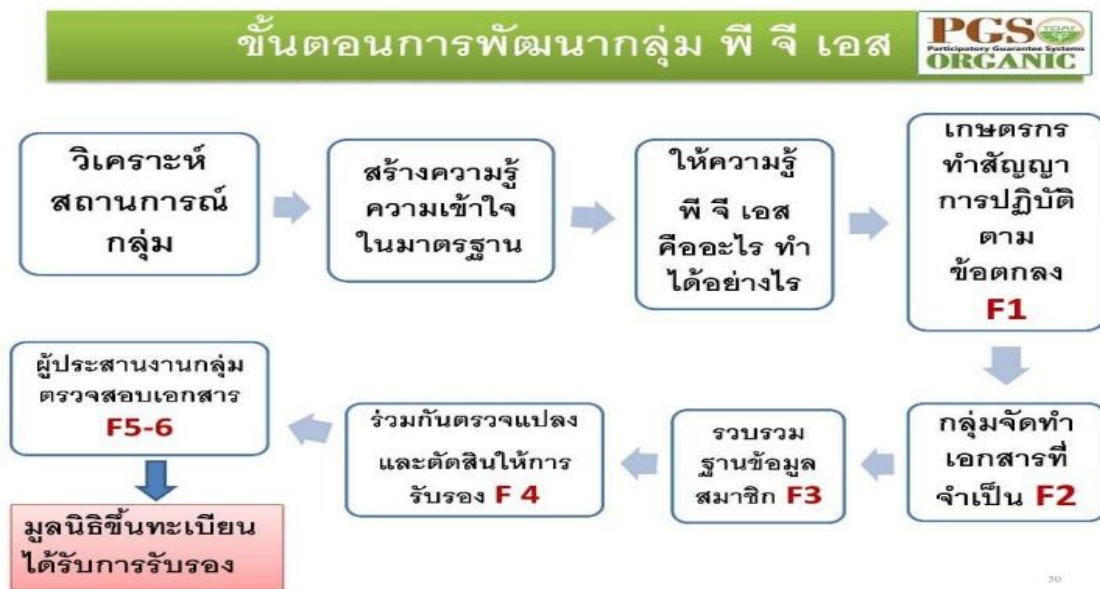 ขั้นตอนการพัฒนากลุ่ม พี จี เอส
PGS TOAF
Participatory Guarantee Systems
ORGANIC
วิเคราะห์
สถานการณ์
กลุ่ม
สร้างความรู้
ความเข้าใจ
ในมาตรฐาน
ให้ความรู้
พี จี เอส
คืออะไร ทำ
ได้อย่างไร
เกษตรกร
ทำสัญญา
การปฏิบัติ
ตาม
ข้อตกลง
F1
กลุ่มจัดทำ
เอกสารที่
จำเป็น F2
รวบรวม
ฐานข้อมูล
สมาชิก F3
ร่วมกันตรวจแปลง
และตัดสินให้การ
รับรอง F 4
ผู้ประสานงานกลุ่ม
ตรวจสอบเอกสาร
F5-6
มูลนิธิขึ้นทะเบียน
ได้รับการรับรอง
30